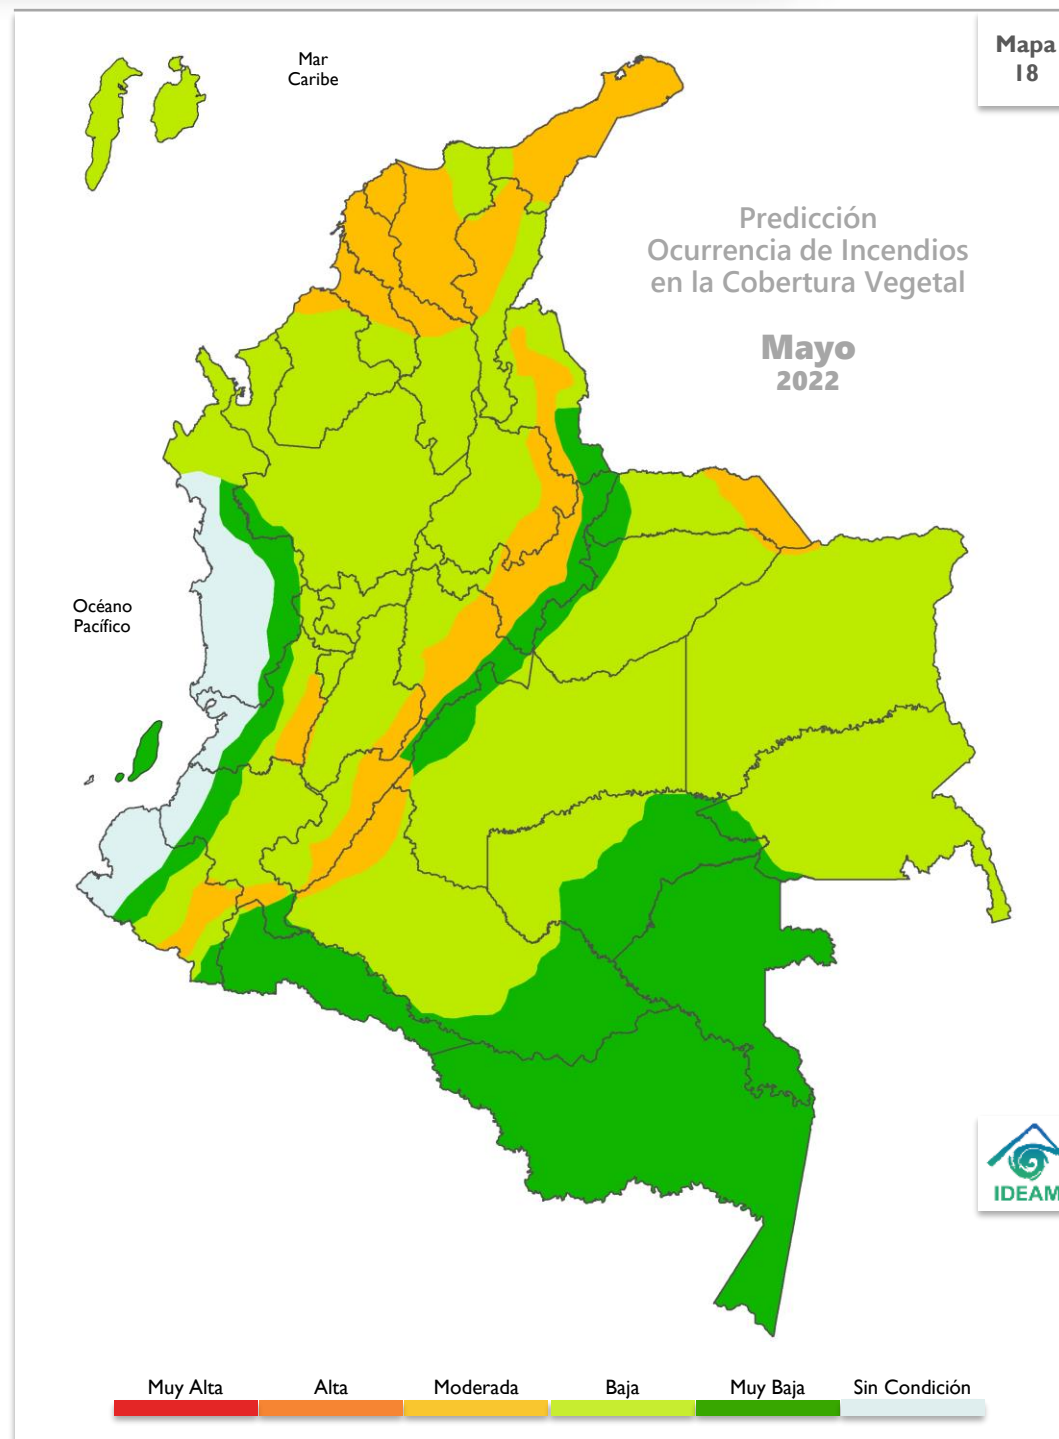 Mapa
18
Mar
Caribe
Predicción
Ocurrencia de Incendios
en la Cobertura Vegetal
Mayo
2022
Océano
Pacífico
IDEAM
Muy Alta
Alta
Moderada
Baja
Muy Baja
Sin Condición